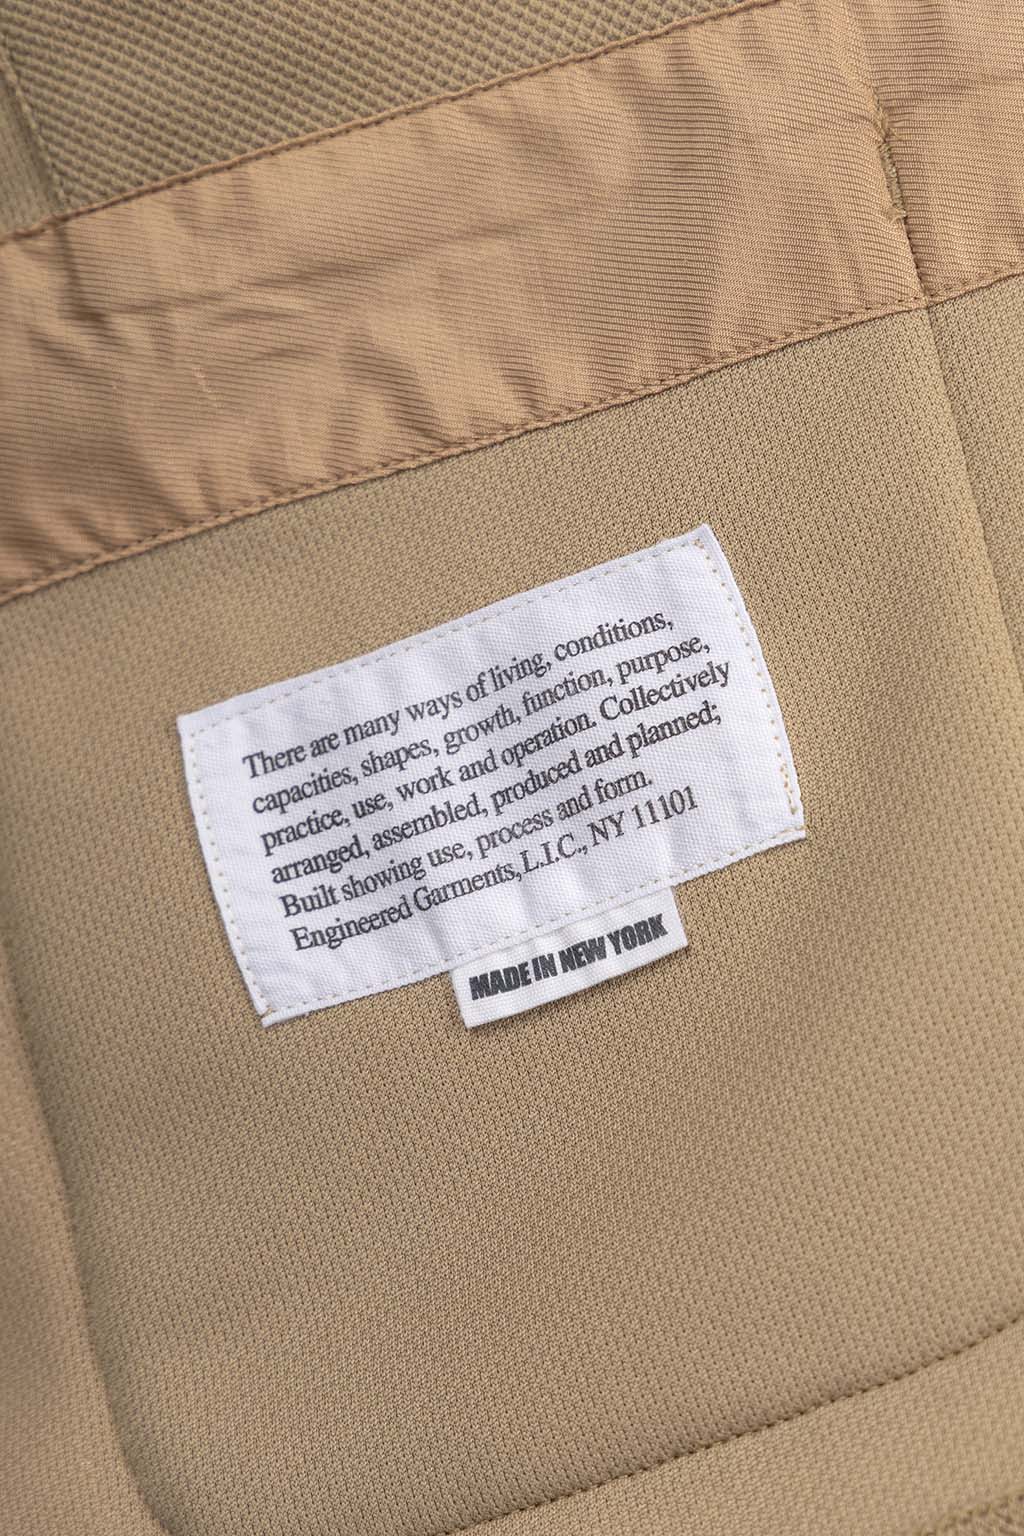 There are many ways of living, conditions,
capacities, shapes, growth, function, purpose,
practice, use, work and operation. Collectively
arranged, assembled, produced and planned;
Built showing use, process and form.
Engineered Garments, L.I.C., NY 11101
MADE IN NEW YORK